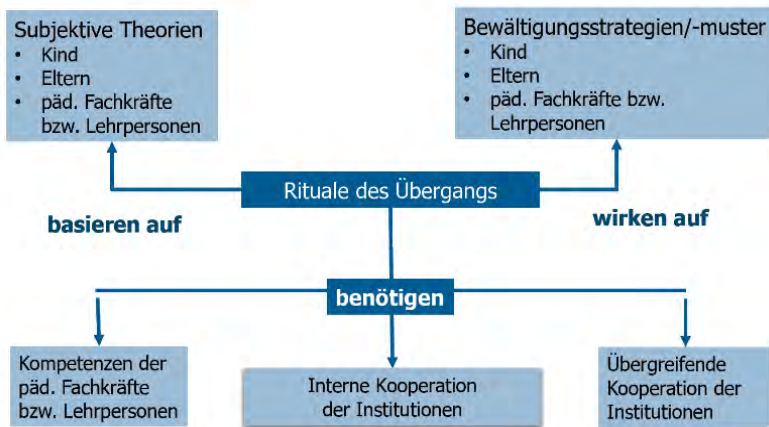 Subjektive Theorien
• Kind
• Eltern
• päd. Fachkräfte
bzw. Lehrpersonen
Bewältigungsstrategien/-muster
• Kind
• Eltern
• päd. Fachkräfte bzw.
Lehrpersonen
Rituale des Übergangs
basieren auf
wirken auf
benötigen
Kompetenzen der
päd. Fachkräfte
bzw. Lehrpersonen
Interne Kooperation
der Institutionen
Übergreifende
Kooperation der
Institutionen